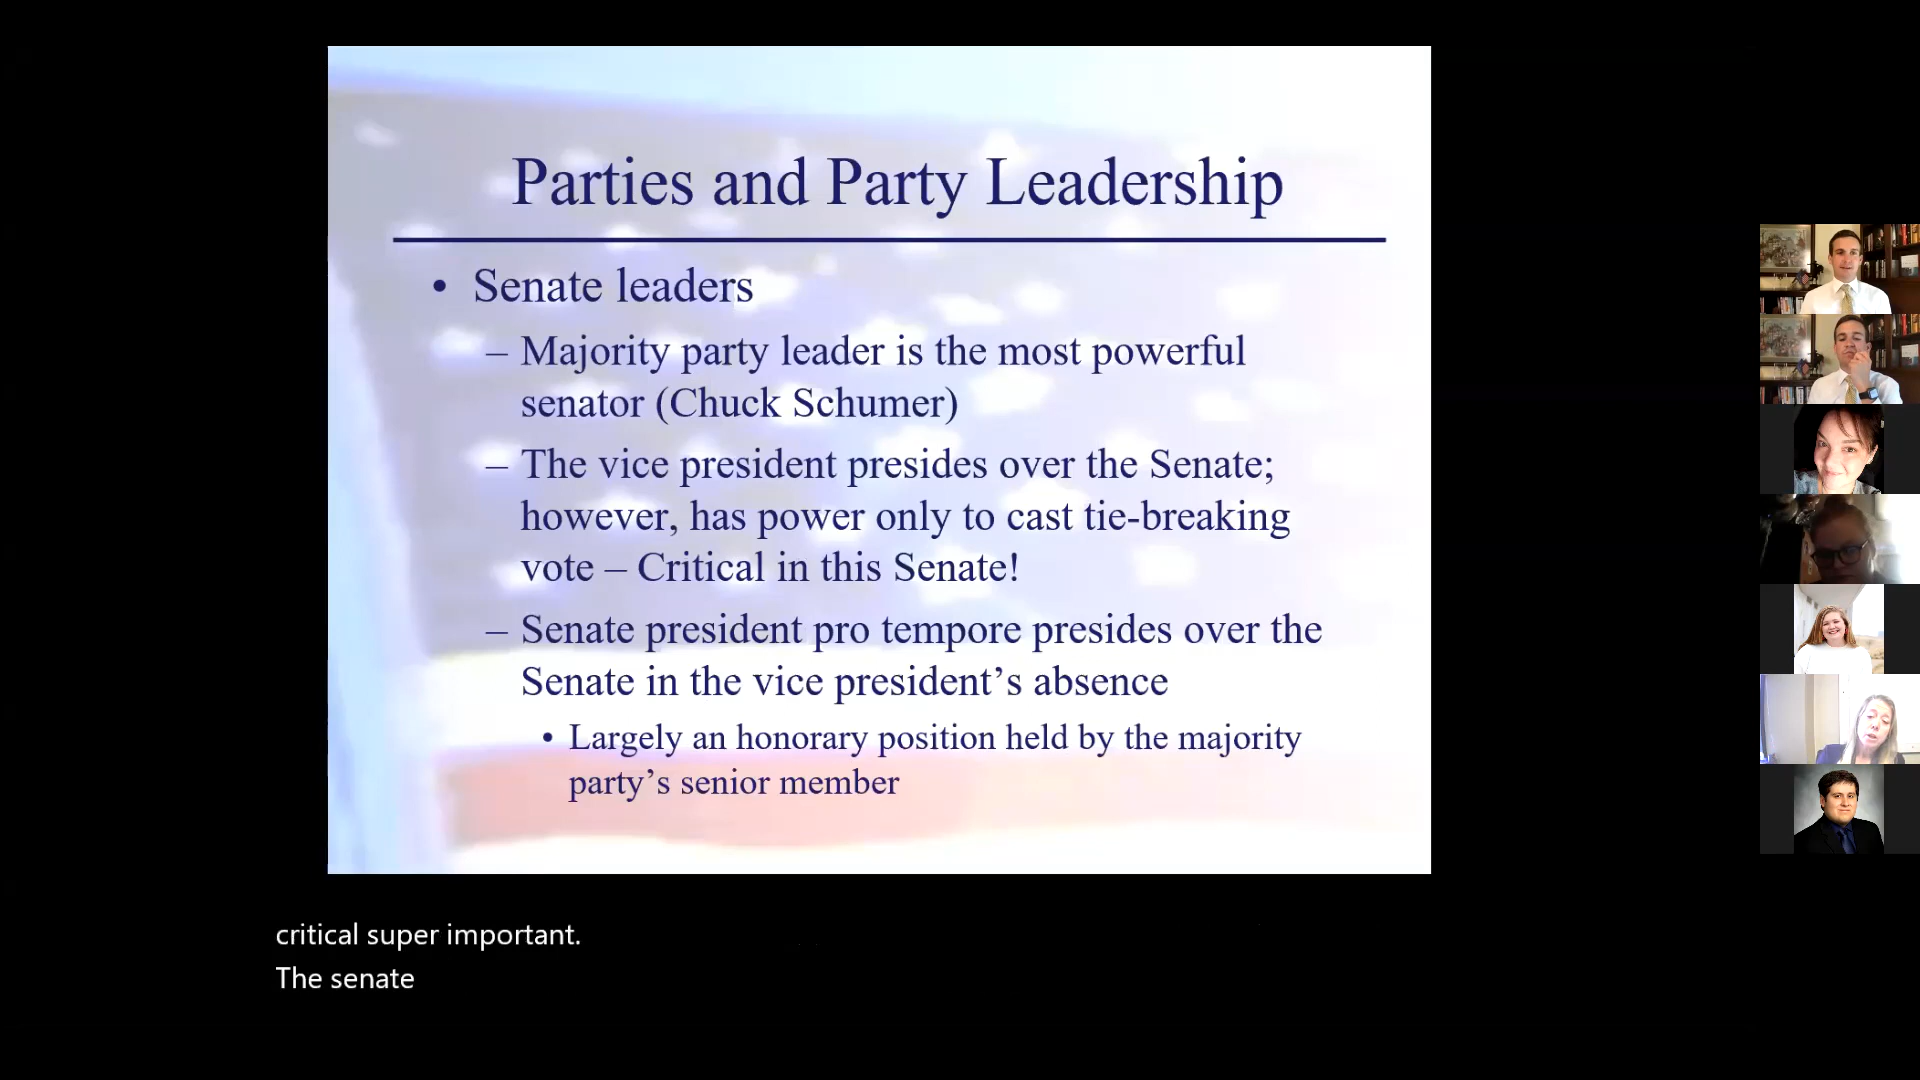 Parties and Party Leadership
• Senate leaders
– Majority party leader is the most powerful
senator (Chuck Schumer)
– The vice president presides over the Senate;
however, has power only to cast tie-breaking
vote – Critical in this Senate!
– Senate president pro tempore presides over the
Senate in the vice president’s absence
• Largely an honorary position held by the majority
party’s senior member
critical super important.
The senate